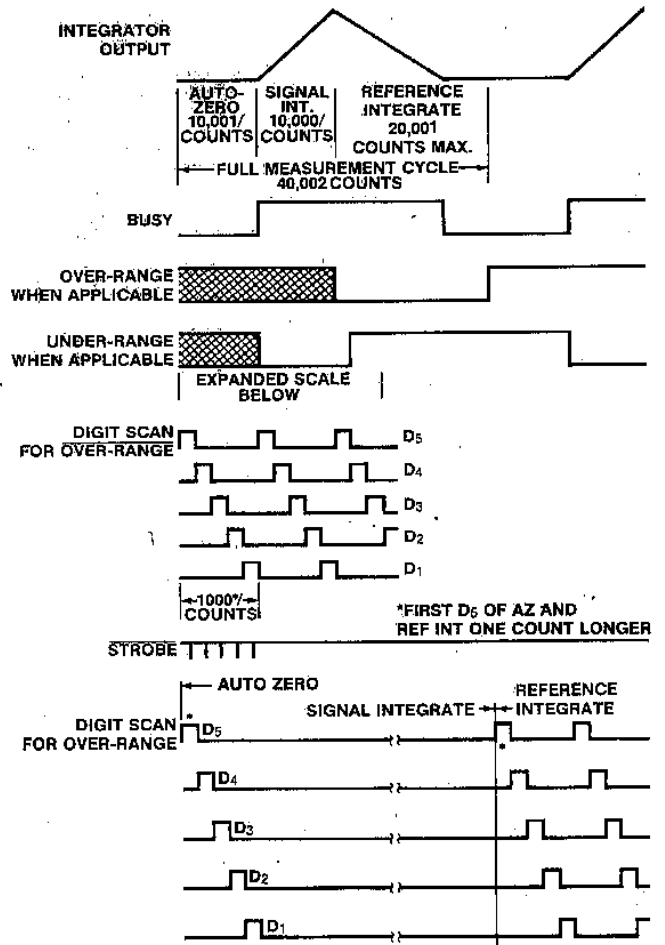 INTEGRATOR
OUTPUT
AUTO-
ZERO
10,001/
COUNTS
SIGNAL
INT.
10,000/
COUNTS
REFERENCE
INTEGRATE
20,001
COUNTS MAX.
FULL MEASUREMENT CYCLE
40,002 COUNTS
BUSY
OVER-RANGE
WHEN APPLICABLE
UNDER-RANGE
WHEN APPLICABLE
EXPANDED SCALE
BELOW
DIGIT SCAN
FOR OVER-RANGE
D5
D4
D3
D2
D1
1000*/
COUNTS
*FIRST D5 OF AZ AND
REF INT ONE COUNT LONGER
STROBE
AUTO ZERO
SIGNAL INTEGRATE
REFERENCE
INTEGRATE
DIGIT SCAN
FOR OVER-RANGE
* D5
*
D4
D3
D2
D1